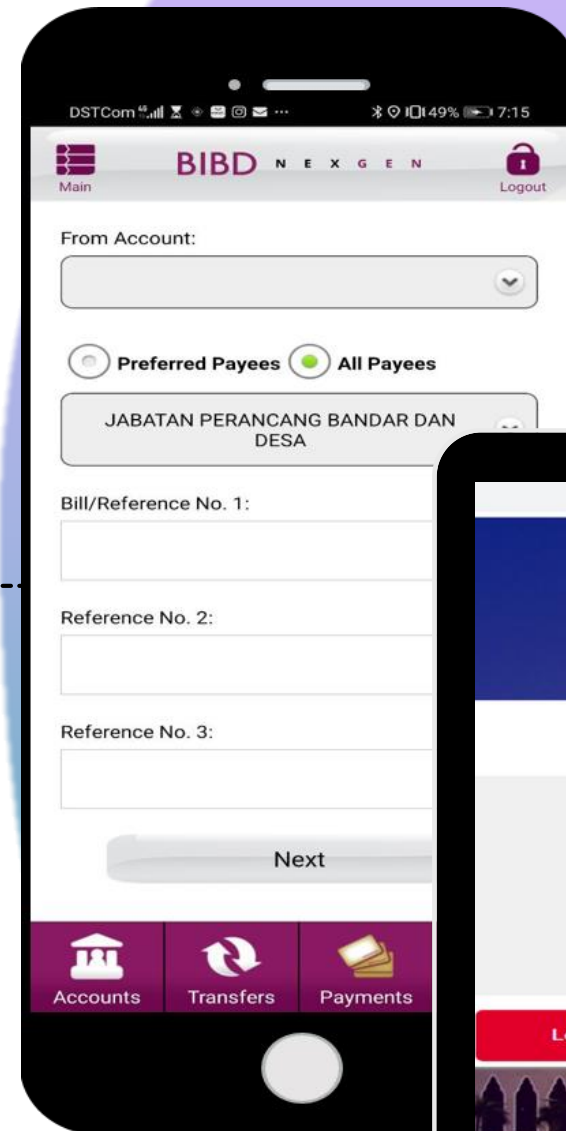 DSTCom 4G ... 49% 7:15
BIBD NEXGEN
Main
Logout
From Account:
Preferred Payees
All Payees
JABATAN PERANCANG BANDAR DAN
DESA
Bill/Reference No. 1:
Reference No. 2:
Reference No. 3:
Next
Accounts Transfers Payments